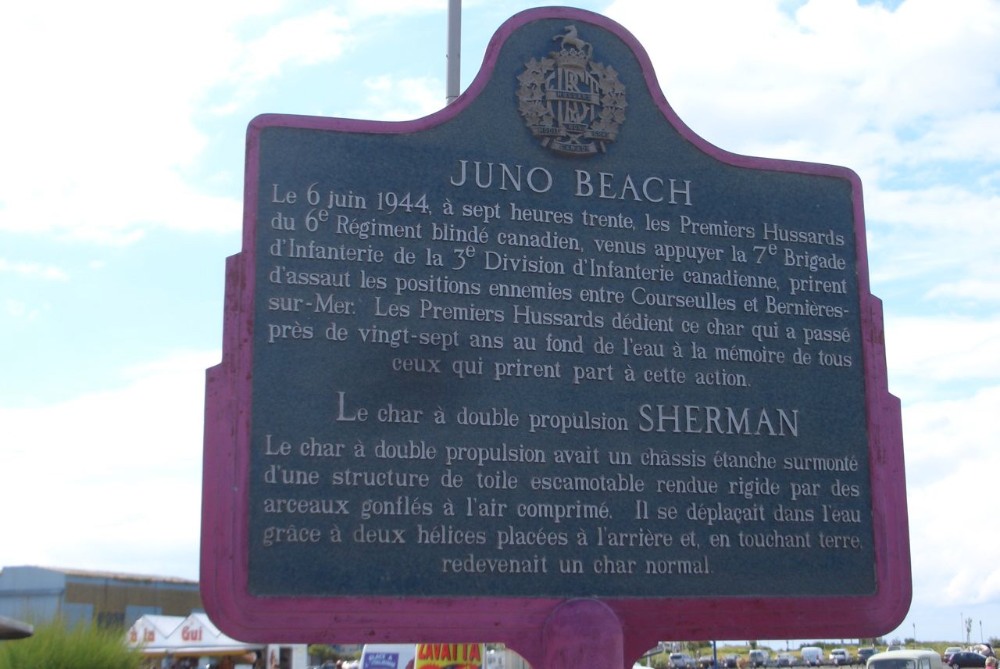 JUNO BEACH
Le 6 juin 1944, à sept heures trente, les Premiers Hussards
du 6e Régiment blindé canadien, venus appuyer la 7e Brigade
d'Infanterie de la 3e Division d'Infanterie canadienne, prirent
d'assaut les positions ennemies entre Courseulles et Bernières-
sur-Mer. Les Premiers Hussards dédient ce char qui a passé
près de vingt-sept ans au fond de l'eau à la mémoire de tous
ceux qui prirent part à cette action.
Le char à double propulsion SHERMAN
Le char à double propulsion avait un châssis étanche surmonté
d'une structure de toile escamotable rendue rigide par des
arceaux gonflés à l'air comprimé. Il se déplaçait dans l'eau
grâce à deux hélices placées à l'arrière et, en touchant terre,
redevenait un char normal.
ZAVATTA